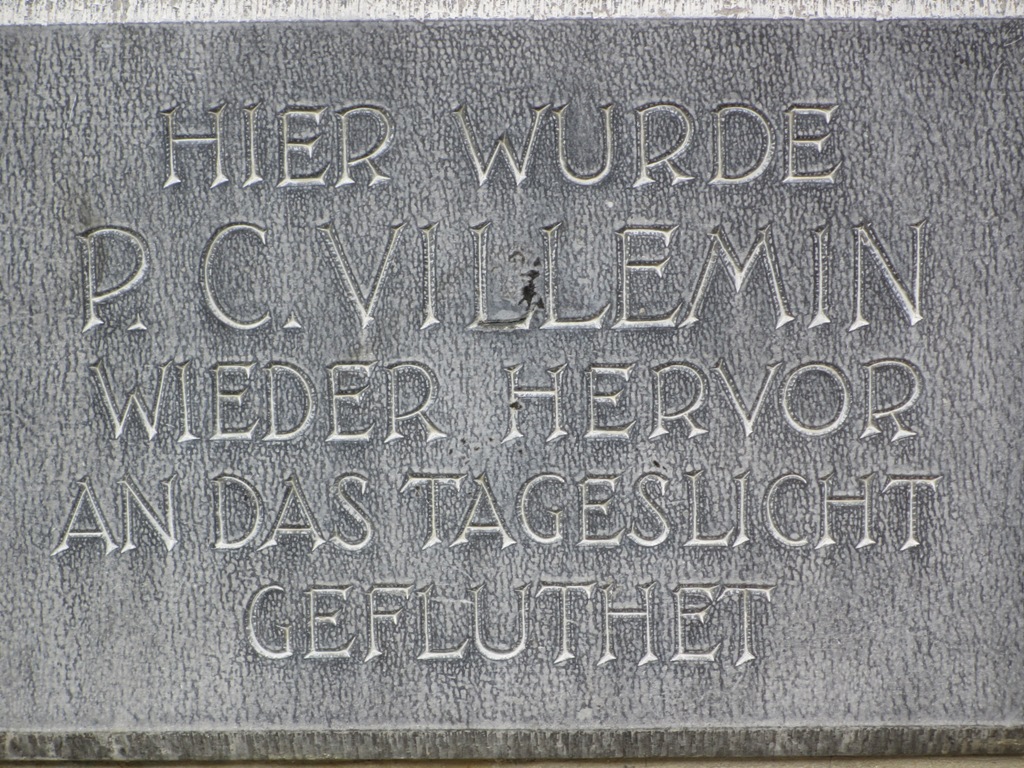 HIER WURDE
P. C. VILLEMIN
WIEDER HERVOR
AN DAS TAGESLICHT
GEFLUTHET